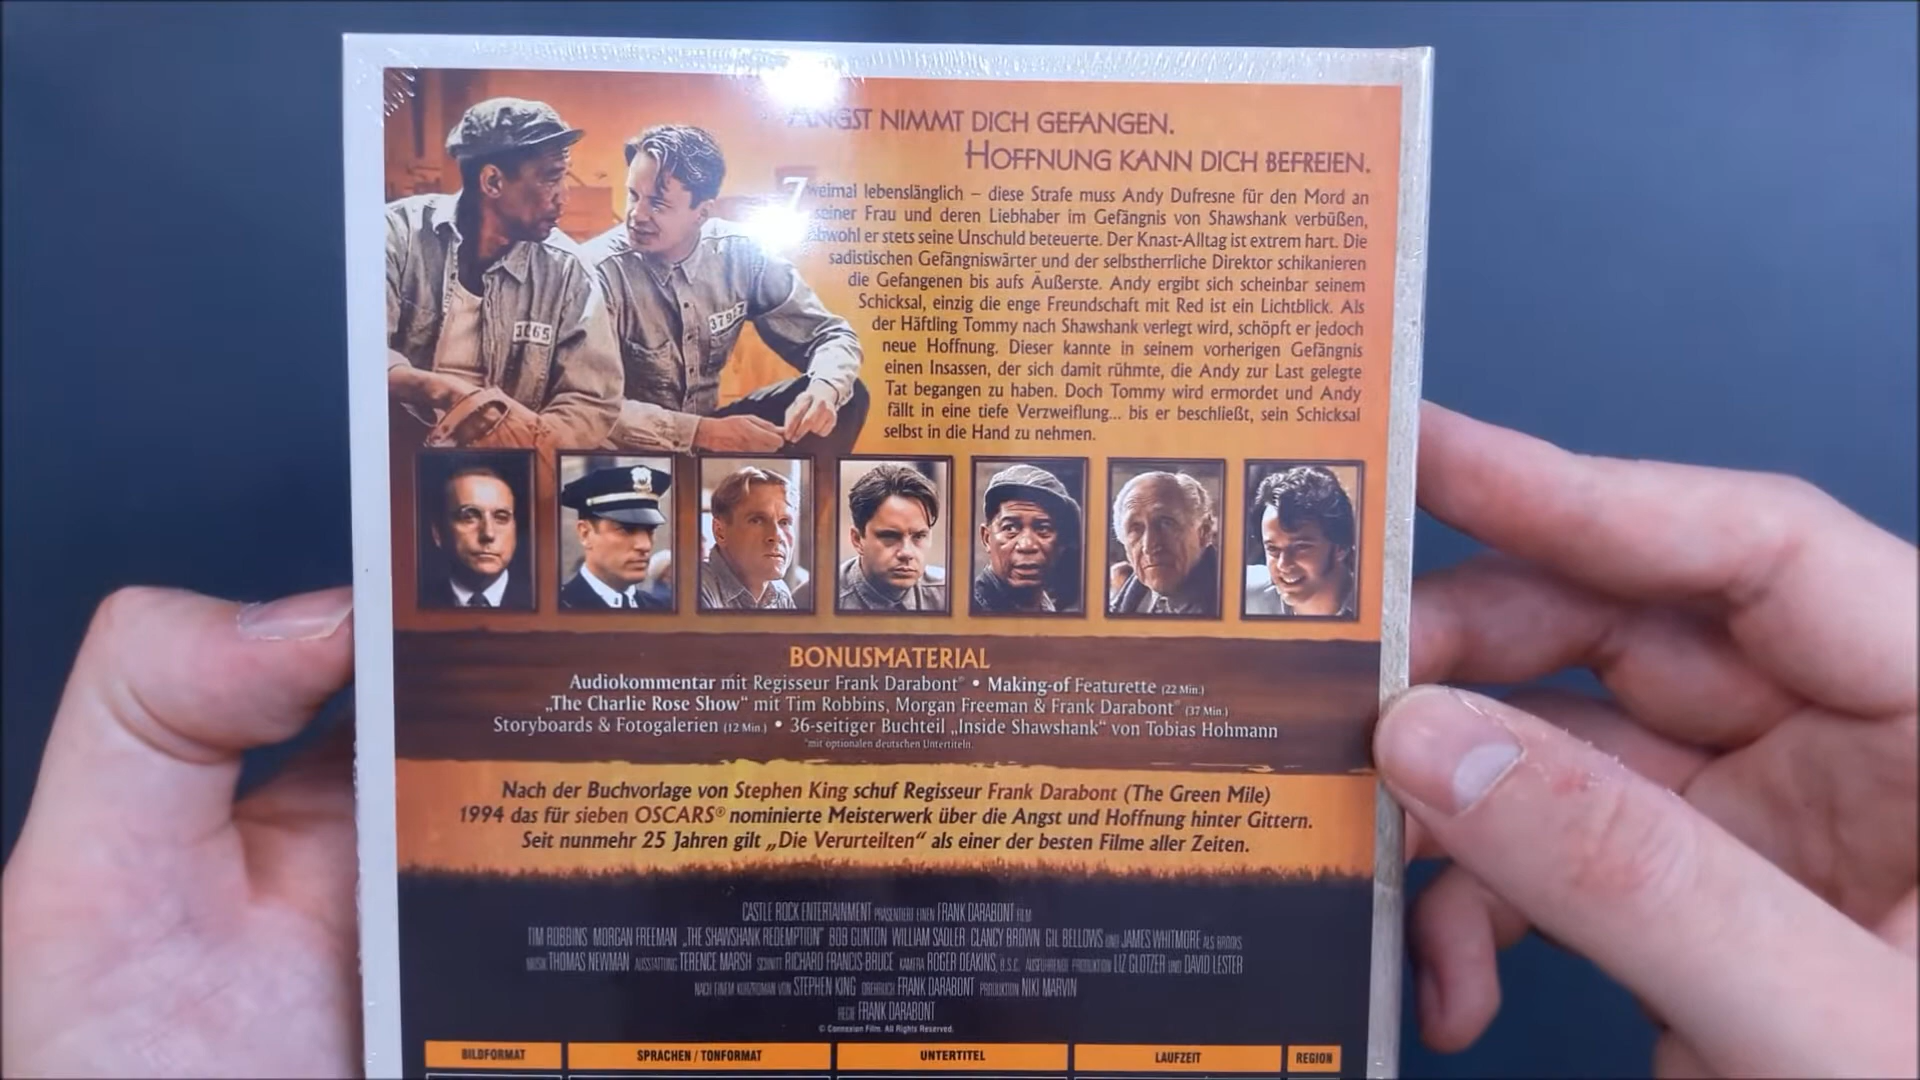 ANGST NIMMT DICH GEFANGEN.
HOFFNUNG KANN DICH BEFREIEN.
Zweimal lebenslänglich – diese Strafe muss Andy Dufresne für den Mord an
seiner Frau und deren Liebhaber im Gefängnis von Shawshank verbüßen,
obwohl er stets seine Unschuld beteuerte. Der Knast-Alltag ist extrem hart. Die
sadistischen Gefängniswärter und der selbstherrliche Direktor schikanieren
die Gefangenen bis aufs Äußerste. Andy ergibt sich scheinbar seinem
Schicksal, einzig die enge Freundschaft mit Red ist ein Lichtblick. Als
der Häftling Tommy nach Shawshank verlegt wird, schöpft er jedoch
neue Hoffnung. Dieser kannte in seinem vorherigen Gefängnis
einen Insassen, der sich damit rühmte, die Andy zur Last gelegte
Tat begangen zu haben. Doch Tommy wird ermordet und Andy
fällt in eine tiefe Verzweiflung... bis er beschließt, sein Schicksal
selbst in die Hand zu nehmen.
BONUSMATERIAL
Audiokommentar mit Regisseur Frank Darabont* • Making-of Featurette (22 Min.)
„The Charlie Rose Show“ mit Tim Robbins, Morgan Freeman & Frank Darabont* (37 Min.)
Storyboards & Fotogalerien (12 Min.) • 36-seitiger Buchteil „Inside Shawshank“ von Tobias Hohmann
*mit optionalen deutschen Untertiteln.
Nach der Buchvorlage von Stephen King schuf Regisseur Frank Darabont (The Green Mile)
1994 das für sieben OSCARS® nominierte Meisterwerk über die Angst und Hoffnung hinter Gittern.
Seit nunmehr 25 Jahren gilt „Die Verurteilten“ als einer der besten Filme aller Zeiten.
CASTLE ROCK ENTERTAINMENT PRÄSENTIERT EINEN FRANK DARABONT FILM
TIM ROBBINS MORGAN FREEMAN „THE SHAWSHANK REDEMPTION“ BOB GUNTON WILLIAM SADLER CLANCY BROWN GIL BELLOWS UND JAMES WHITMORE ALS BROOKS
MUSIK THOMAS NEWMAN AUSSTATTUNG TERENCE MARSH SCHNITT RICHARD FRANCIS-BRUCE KAMERA ROGER DEAKINS, B.S.C. AUSFÜHRENDE PRODUKTION LIZ GLOTZER UND DAVID LESTER
NACH EINEM KURZROMAN VON STEPHEN KING DREHBUCH FRANK DARABONT PRODUKTION NIKI MARVIN
REGIE FRANK DARABONT
© Connexion Film. All Rights Reserved.
BILDFORMAT SPRACHEN / TONFORMAT UNTERTITEL LAUFZEIT REGION